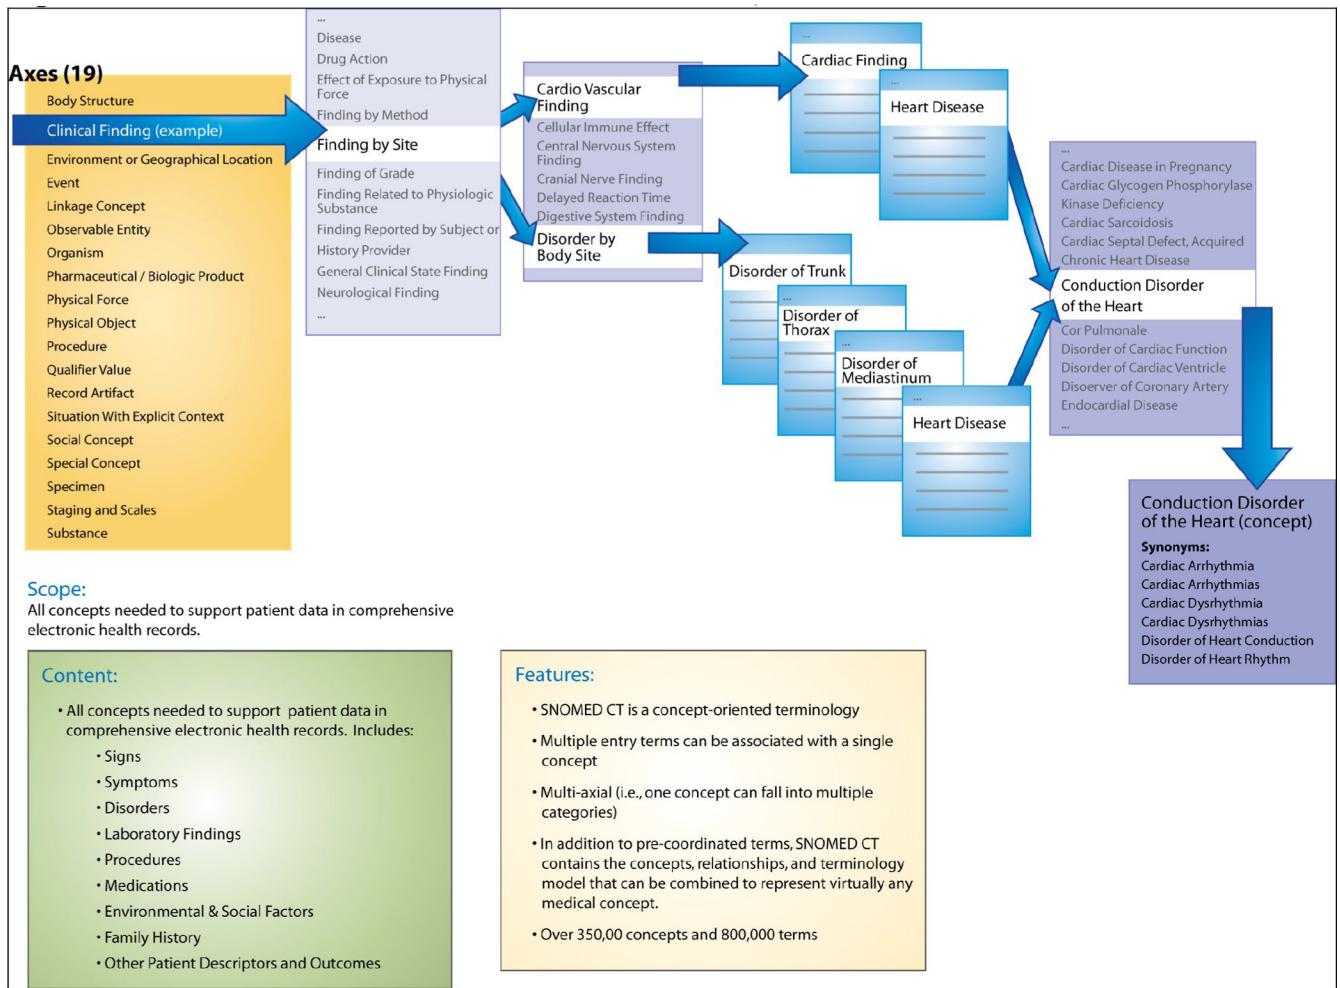 Axes (19)
Body Structure
Clinical Finding (example)
Environment or Geographical Location
Event
Linkage Concept
Observable Entity
Organism
Pharmaceutical / Biologic Product
Physical Force
Physical Object
Procedure
Qualifier Value
Record Artifact
Situation With Explicit Context
Social Concept
Special Concept
Specimen
Staging and Scales
Substance
...
Disease
Drug Action
Effect of Exposure to Physical
Force
Finding by Method
Finding by Site
Finding of Grade
Finding Related to Physiologic
Substance
Finding Reported by Subject or
History Provider
General Clinical State Finding
Neurological Finding
...
Cardio Vascular
Finding
Cellular Immune Effect
Central Nervous System
Finding
Cranial Nerve Finding
Delayed Reaction Time
Digestive System Finding
Disorder by
Body Site
...
Cardiac Finding
...
Heart Disease
Disorder of Trunk
...
Disorder of
Thorax
...
Disorder of
Mediastinum
...
Heart Disease
...
Cardiac Disease in Pregnancy
Cardiac Glycogen Phosphorylase
Kinase Deficiency
Cardiac Sarcoidosis
Cardiac Septal Defect, Acquired
Chronic Heart Disease
Conduction Disorder
of the Heart
Cor Pulmonale
Disorder of Cardiac Function
Disorder of Cardiac Ventricle
Disoerver of Coronary Artery
Endocardial Disease
...
Conduction Disorder
of the Heart (concept)
Synonyms:
Cardiac Arrhythmia
Cardiac Arrhythmias
Cardiac Dysrhythmia
Cardiac Dysrhythmias
Disorder of Heart Conduction
Disorder of Heart Rhythm
Scope:
All concepts needed to support patient data in comprehensive
electronic health records.
Content:
• All concepts needed to support patient data in
comprehensive electronic health records. Includes:
• Signs
• Symptoms
• Disorders
• Laboratory Findings
• Procedures
• Medications
• Environmental & Social Factors
• Family History
• Other Patient Descriptors and Outcomes
Features:
• SNOMED CT is a concept-oriented terminology
• Multiple entry terms can be associated with a single
concept
• Multi-axial (i.e., one concept can fall into multiple
categories)
• In addition to pre-coordinated terms, SNOMED CT
contains the concepts, relationships, and terminology
model that can be combined to represent virtually any
medical concept.
• Over 350,00 concepts and 800,000 terms